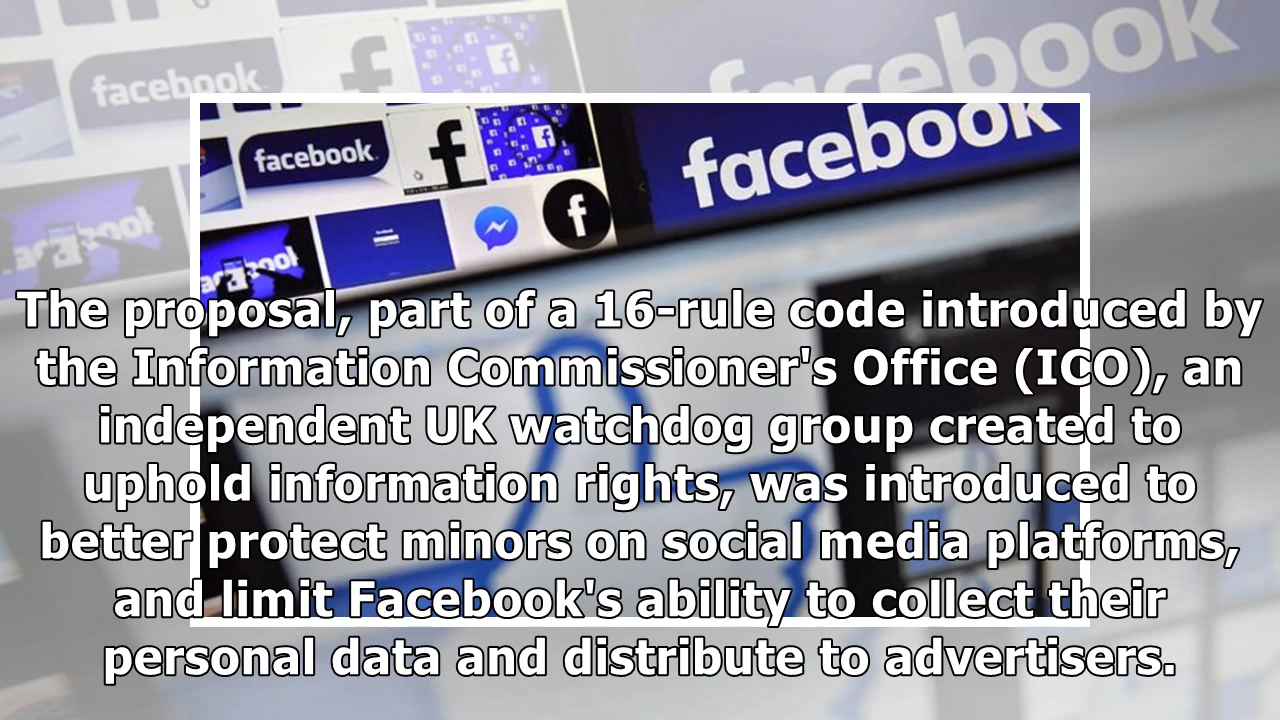 facebook
f
f
facebook
facebook
facebook
f
f
facebook
f
The proposal, part of a 16-rule code introduced by
the Information Commissioner's Office (ICO), an
independent UK watchdog group created to
uphold information rights, was introduced to
better protect minors on social media platforms,
and limit Facebook's ability to collect their
personal data and distribute to advertisers.